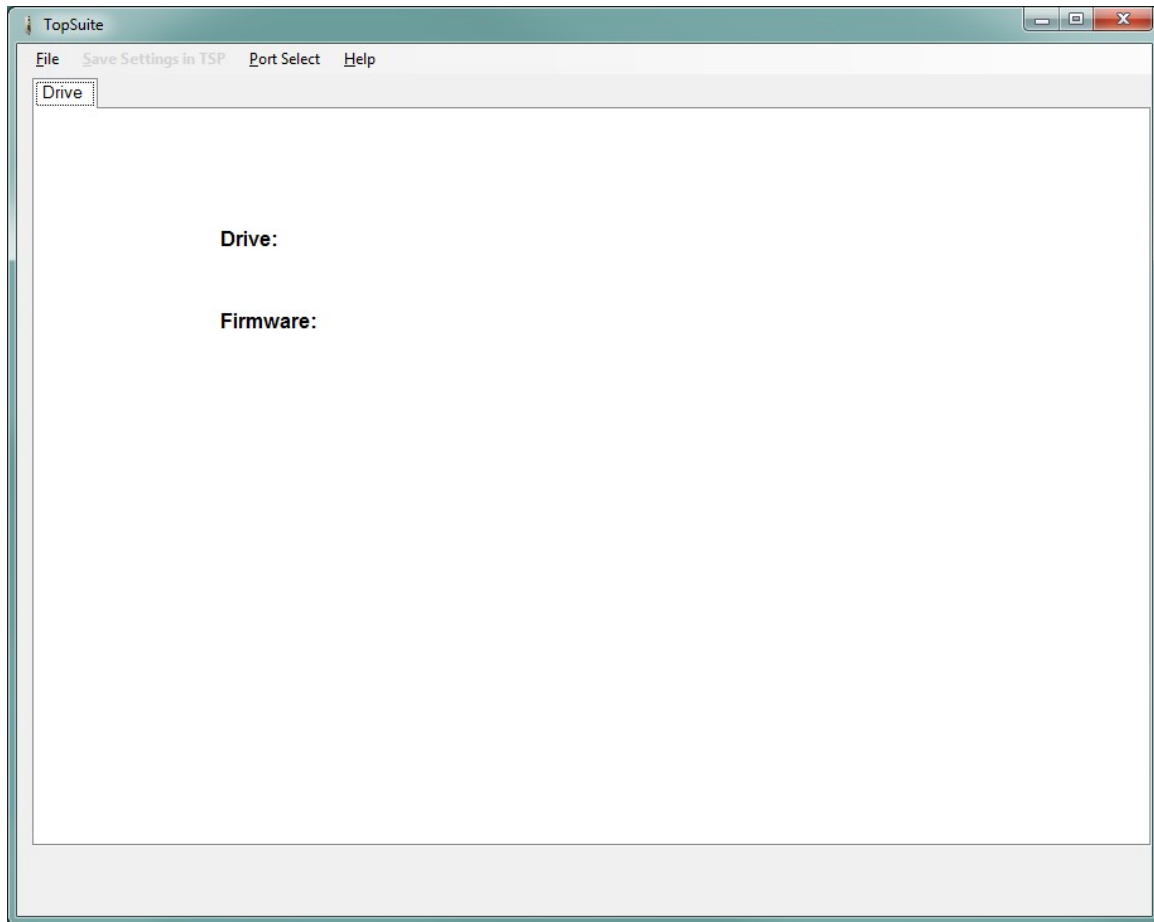 TopSuite
File Save Settings in TSP Port Select Help
Drive
Drive:
Firmware: